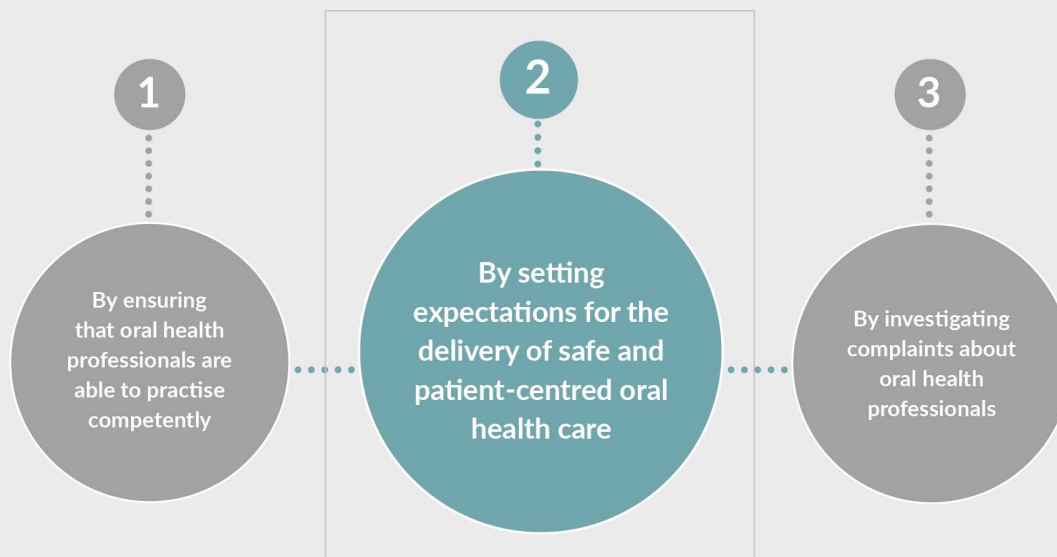 1
By ensuring
that oral health
professionals are
able to practise
competently
2
By setting
expectations for the
delivery of safe and
patient-centred oral
health care
3
By investigating
complaints about
oral health
professionals